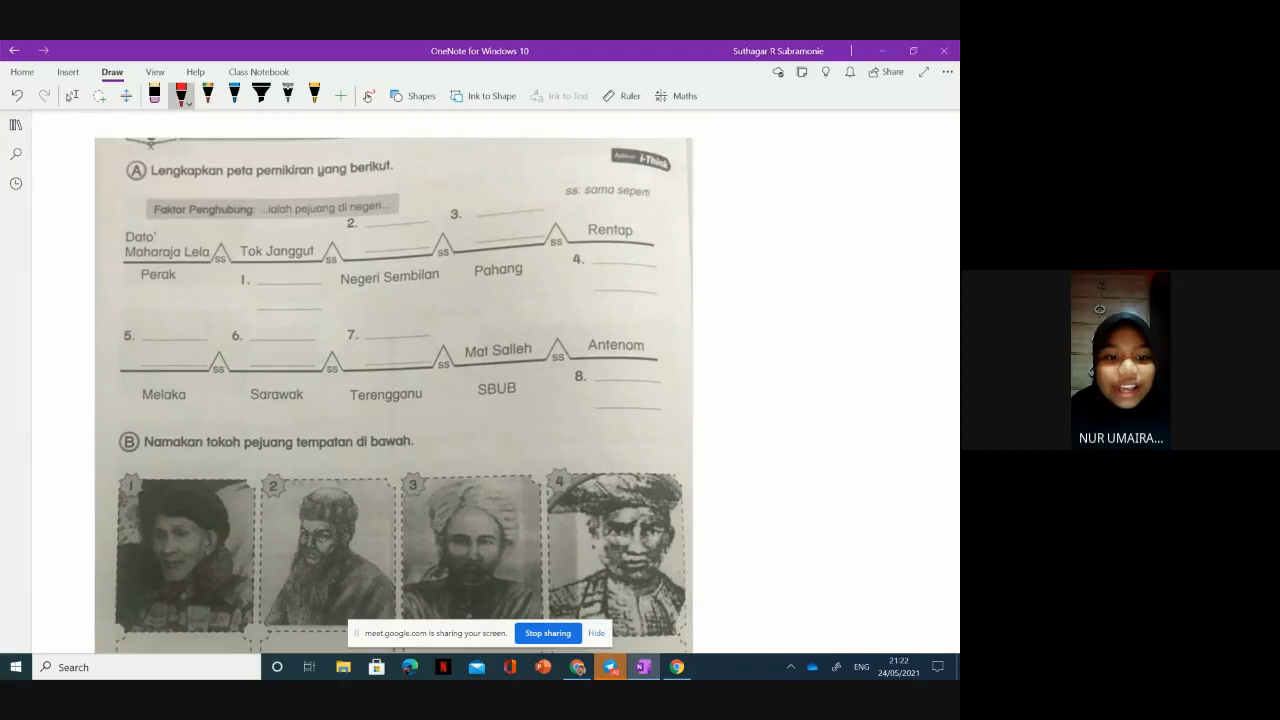 OneNote for Windows 10
Suthagar R Subramonie
Home Insert Draw View Help Class Notebook
Share
Shapes Ink to Shape Ink to Text Ruler Maths
A Lengkapkan peta pemikiran yang berikut.
i-Think
ss: sama seperti
Faktor Penghubung: ...ialah pejuang di negeri...
2.
3.
Dato'
Maharaja Lela
ss
Tok Janggut
ss
ss
ss
Rentap
Perak
1.
Negeri Sembilan
Pahang
4.
5.
6.
7.
ss
ss
ss
Mat Salleh
ss
Antenom
Melaka
Sarawak
Terengganu
SBUB
8.
B Namakan tokoh pejuang tempatan di bawah.
1
2
3
4
meet.google.com is sharing your screen.
Stop sharing
Hide
NUR UMAIRA...
Search
ENG
21:22
24/05/2021